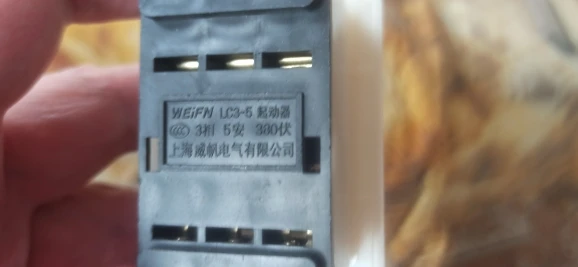 WEIFN LC3-5 起动器
CCC 3相 5安 380伏
上海威帆电气有限公司